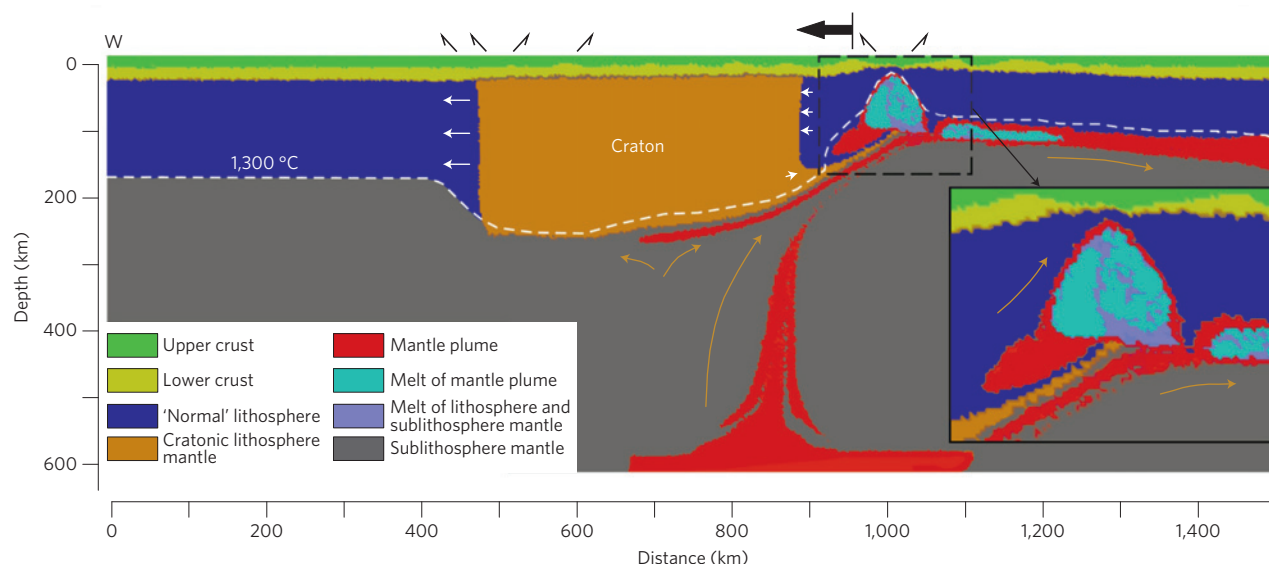 W
0
200
400
600
Depth (km)
1,300 °C
Craton
Upper crust
Lower crust
‘Normal’ lithosphere
Cratonic lithosphere
mantle
Mantle plume
Melt of mantle plume
Melt of lithosphere and
sublithosphere mantle
Sublithosphere mantle
0
200
400
600
800
1,000
1,200
1,400
Distance (km)